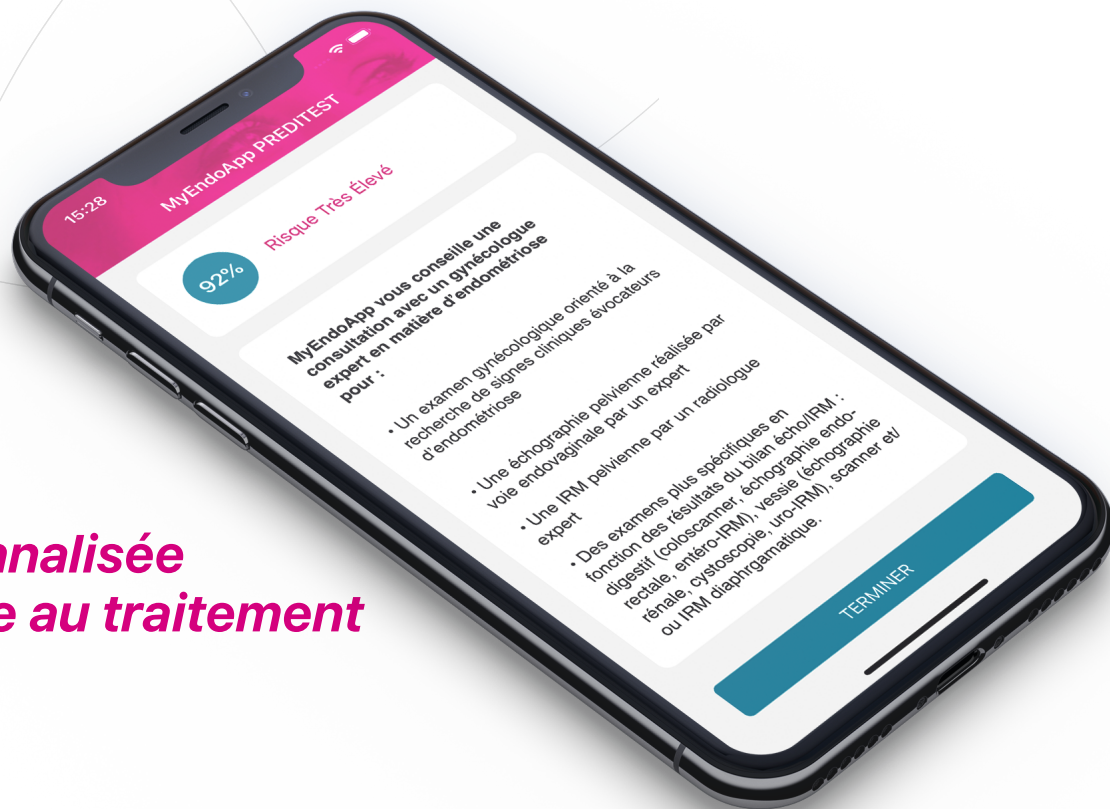 15:28
MyEndoApp PREDITEST
92%
Risque Très Élevé
MyEndoApp vous conseille une
consultation avec un gynécologue
expert en matière d'endométriose
pour :
• Un examen gynécologique orienté à la
recherche de signes cliniques évocateurs
d'endométriose
• Une échographie pelvienne réalisée par
voie endovaginale par un expert
• Une IRM pelvienne par un radiologue
expert
• Des examens plus spécifiques en
fonction des résultats du bilan écho/IRM :
digestif (coloscanner, échographie endo-
rectale, entéro-IRM), vessie (échographie
rénale, cystoscopie, uro-IRM), scanner et/
ou IRM diaphrgamatique.
TERMINER
nnalisée
e au traitement